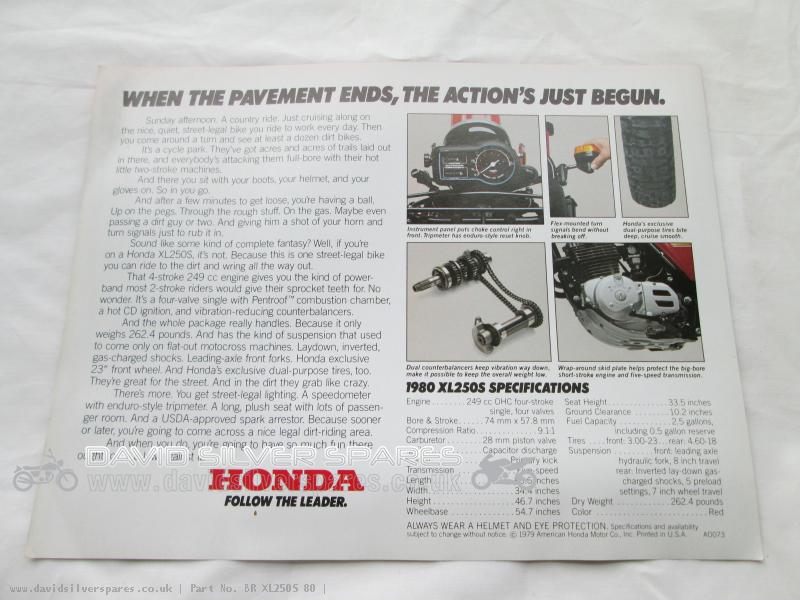 WHEN THE PAVEMENT ENDS, THE ACTION'S JUST BEGUN.
Sunday afternoon. A country ride. Just cruising along on
the nice, quiet, street-legal bike you ride to work every day. Then
you come around a turn and see at least a dozen dirt bikes.
It's a cycle park. They've got acres and acres of trails laid out
in there, and everybody's attacking them full-bore with their hot
little two-stroke machines.
And there you sit with your boots, your helmet, and your
gloves on. So in you go.
And after a few minutes to get loose, you're having a ball.
Up on the pegs. Through the rough stuff. On the gas. Maybe even
passing a dirt guy or two. And giving him a shot of your horn and
turn signals just to rub it in.
Sound like some kind of complete fantasy? Well, if you're
on a Honda XL250S, it's not. Because this is one street-legal bike
you can ride to the dirt and wring all the way out.
That 4-stroke 249 cc engine gives you the kind of power-
band most 2-stroke riders would give their sprocket teeth for. No
wonder. It's a four-valve single with Pentroof™ combustion chamber,
a hot CD ignition, and vibration-reducing counterbalancers.
And the whole package really handles. Because it only
weighs 262.4 pounds. And has the kind of suspension that used
to come only on flat-out motocross machines. Laydown, inverted,
gas-charged shocks. Leading-axle front forks. Honda exclusive
23" front wheel. And Honda's exclusive dual-purpose tires, too.
They're great for the street. And in the dirt they grab like crazy.
There's more. You get street-legal lighting. A speedometer
with enduro-style tripmeter. A long, plush seat with lots of passen-
ger room. And a USDA-approved spark arrestor. Because sooner
or later, you're going to come across a nice legal dirt-riding area.
And when you do, you're going to have so much fun there
HONDA
FOLLOW THE LEADER.
Instrument panel puts choke control right in
front. Tripmeter has enduro-style reset knob.
Flex-mounted turn
signals bend without
breaking off.
Honda's exclusive
dual-purpose tires bite
deep, cruise smooth.
Dual counterbalancers keep vibration way down,
make it possible to keep the overall weight low.
Wrap-around skid plate helps protect the big-bore
short-stroke engine and five-speed transmission.
1980 XL250S SPECIFICATIONS
Engine 249 cc OHC four-stroke
single, four valves
Bore & Stroke 74 mm x 57.8 mm
Compression Ratio 9.1:1
Carburetor 28 mm piston valve
Capacitor discharge
kick
Transmission speed
Length inches
Width inches
Height 46.7 inches
Wheelbase 54.7 inches
Seat Height 33.5 inches
Ground Clearance 10.2 inches
Fuel Capacity 2.5 gallons,
including 0.5 gallon reserve
Tires front: 3.00-23 rear: 4.60-18
Suspension front: leading axle
hydraulic fork, 8 inch travel
rear: Inverted lay-down gas-
charged shocks, 5 preload
settings, 7 inch wheel travel
Dry Weight 262.4 pounds
Color Red
ALWAYS WEAR A HELMET AND EYE PROTECTION. Specifications and availability
subject to change without notice. © 1979 American Honda Motor Co., Inc. Printed in U.S.A. A0073
DAVID SILVER SPARES
www.davidsilverspares.co.uk
www.davidsilverspares.co.uk | Part No. BR XL250S 80 |